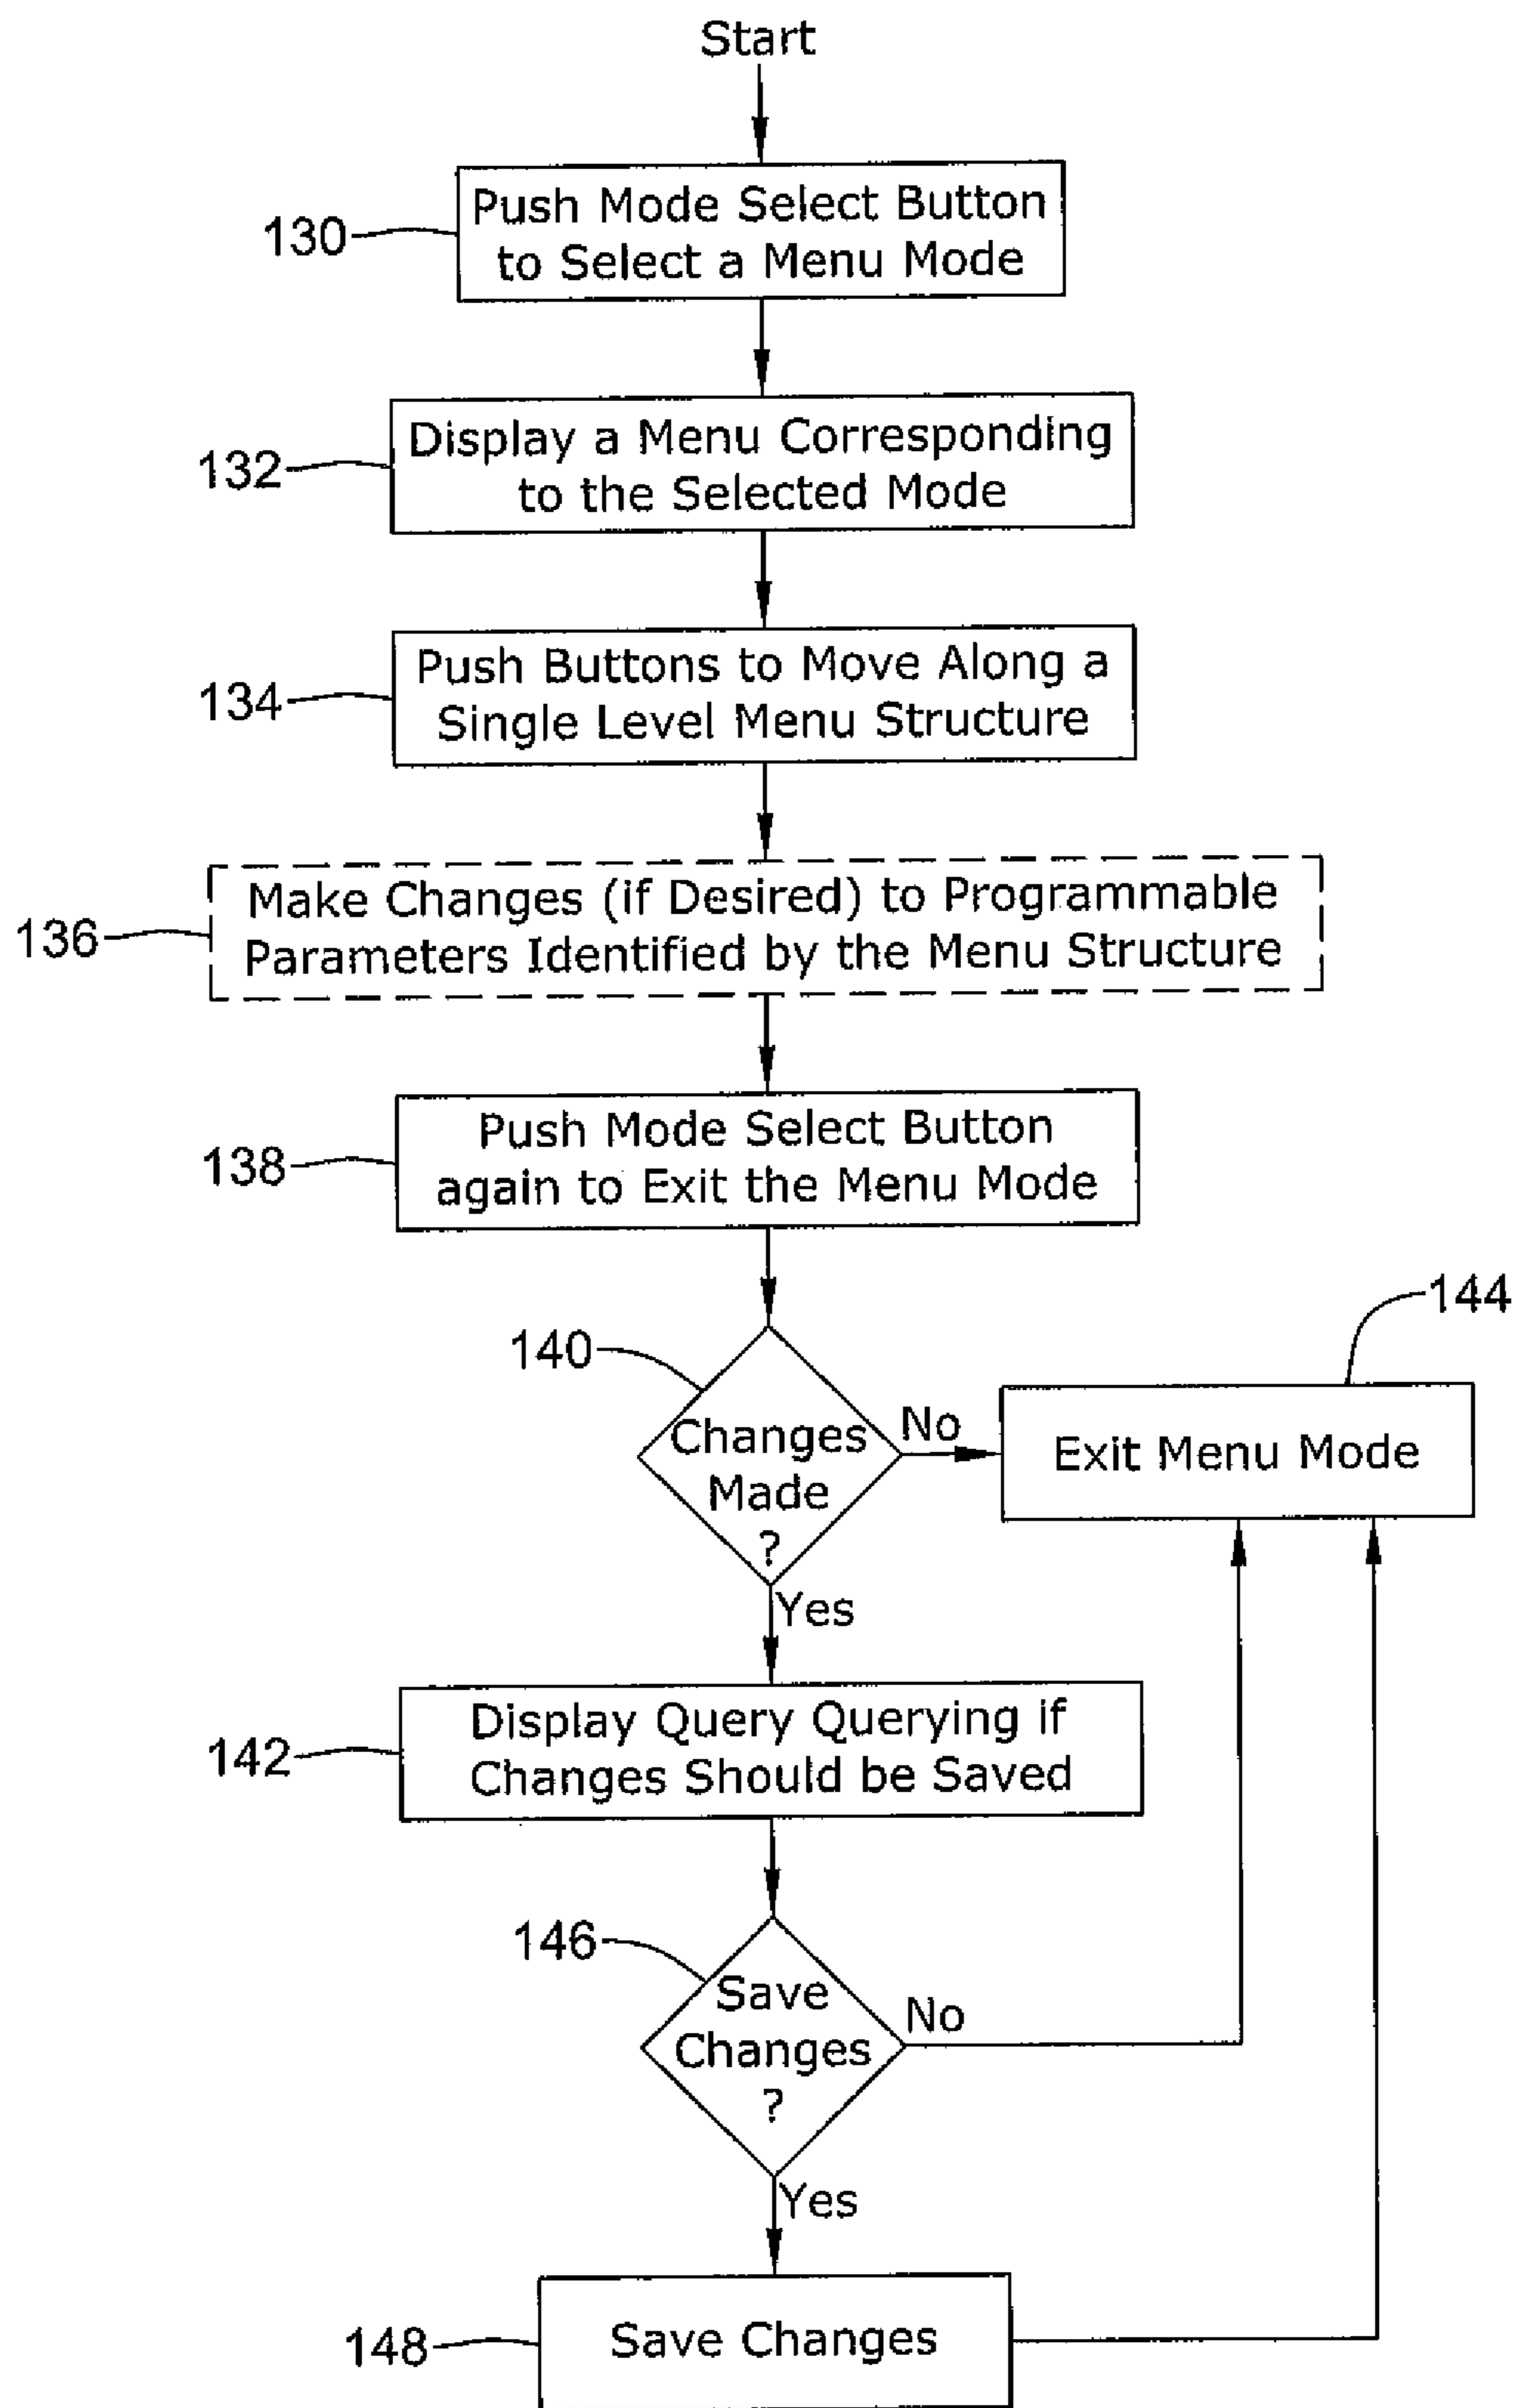 Start
130
Push Mode Select Button
to Select a Menu Mode
132
Display a Menu Corresponding
to the Selected Mode
134
Push Buttons to Move Along a
Single Level Menu Structure
136
Make Changes (if Desired) to Programmable
Parameters Identified by the Menu Structure
138
Push Mode Select Button
again to Exit the Menu Mode
140
Changes
Made
?
No
144
Exit Menu Mode
Yes
142
Display Query Querying if
Changes Should be Saved
146
Save
Changes
?
No
Yes
148
Save Changes